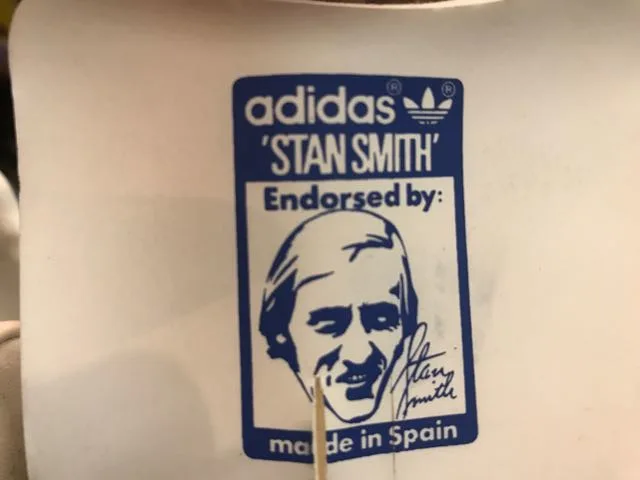 adidas®
®
'STAN SMITH'
Endorsed by:
Stan
Smith
made in Spain